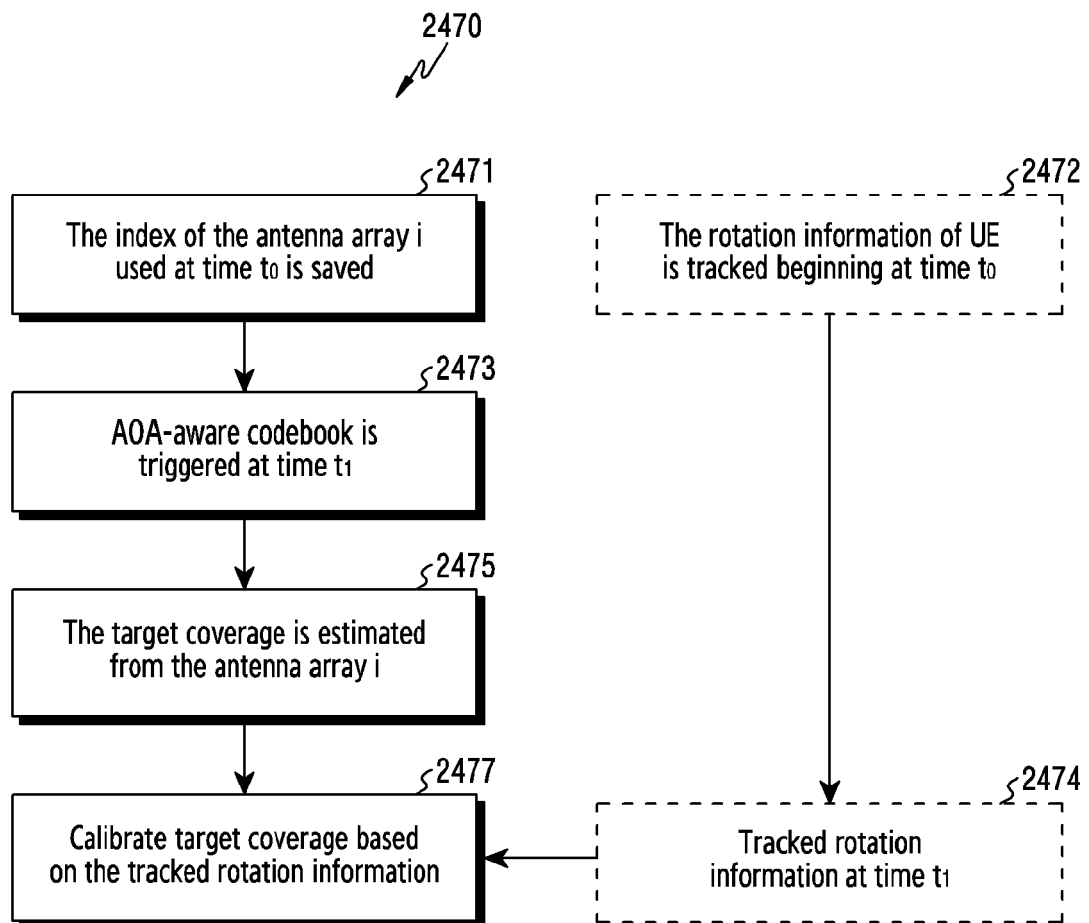 2470
2471
The index of the antenna array i
used at time t₀ is saved
2472
The rotation information of UE
is tracked beginning at time t₀
2473
AOA-aware codebook is
triggered at time t₁
2475
The target coverage is estimated
from the antenna array i
2477
Calibrate target coverage based
on the tracked rotation information
2474
Tracked rotation
information at time t₁